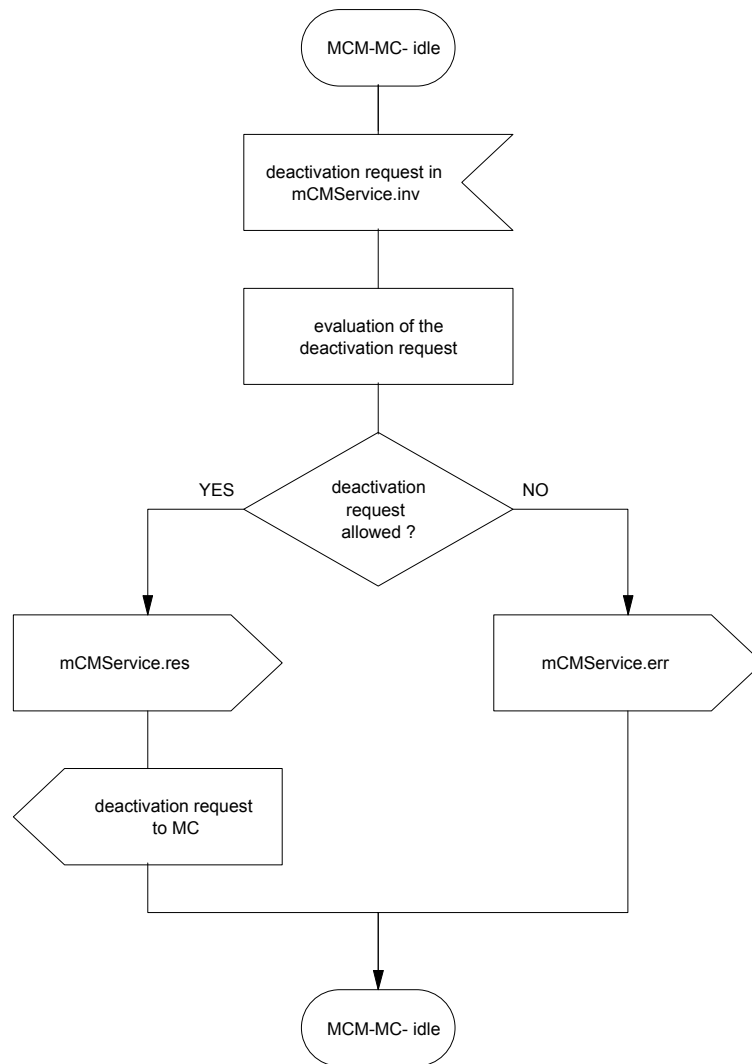 MCM-MC- idle
deactivation request in
mCMService.inv
evaluation of the
deactivation request
deactivation
request
allowed ?
YES
NO
mCMService.res
mCMService.err
deactivation request
to MC
MCM-MC- idle